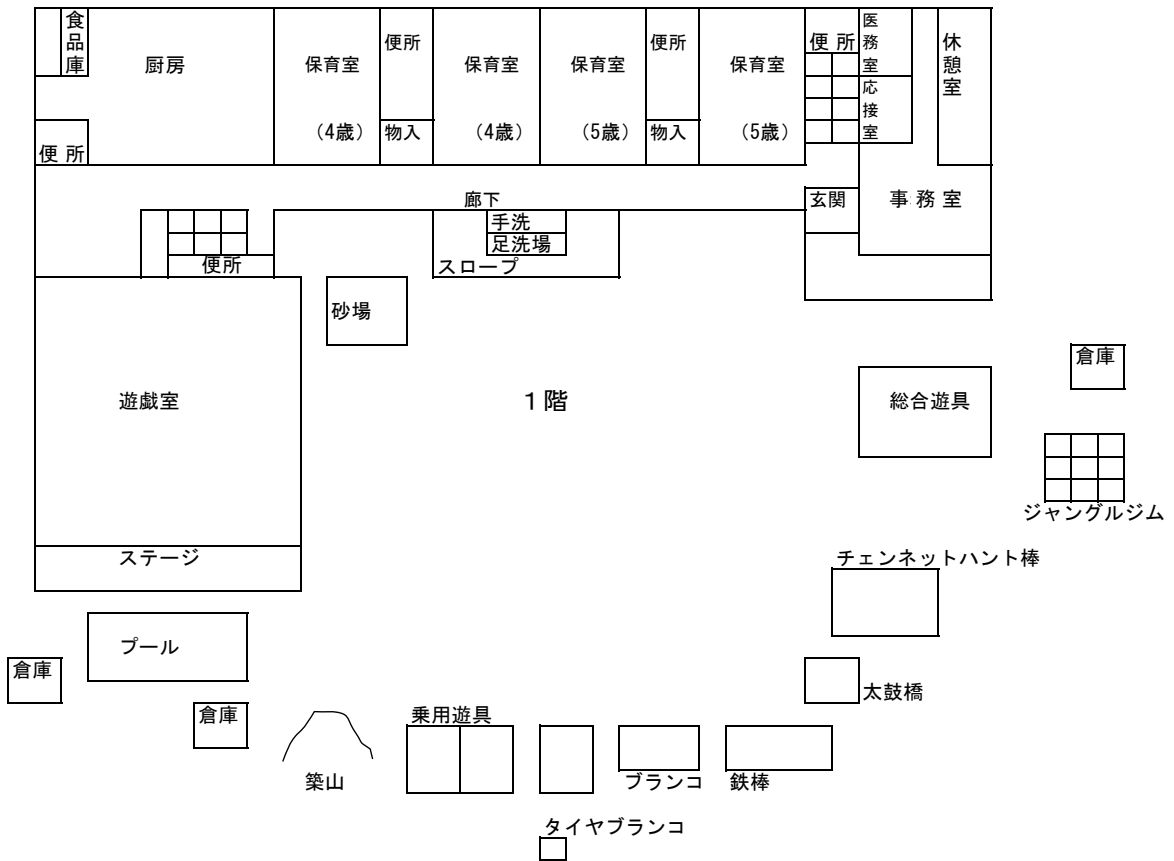 食品庫
厨房
保育室
(4歳)
便所
物入
保育室
(4歳)
保育室
(5歳)
便所
物入
保育室
(5歳)
便所
医務室
応接室
休憩室
便所
廊下
玄関
事務室
手洗
足洗場
スロープ
便所
砂場
遊戯室
1階
総合遊具
倉庫
ジャングルジム
ステージ
チェンネットハント棒
プール
倉庫
太鼓橋
倉庫
乗用遊具
築山
ブランコ
鉄棒
タイヤブランコ